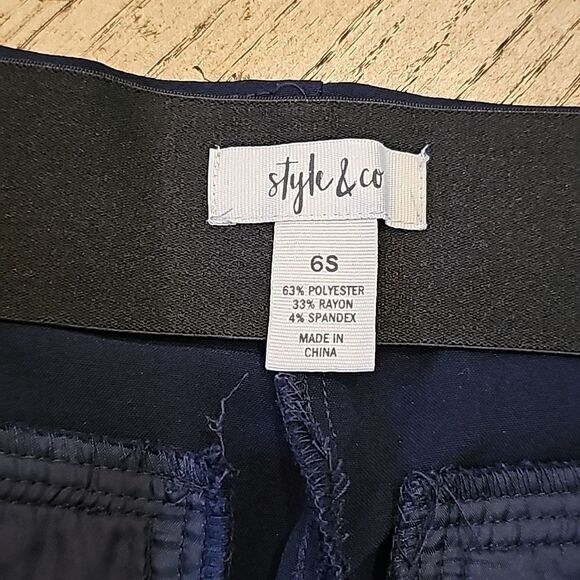 style & co
6S
63% POLYESTER
33% RAYON
4% SPANDEX
MADE IN
CHINA